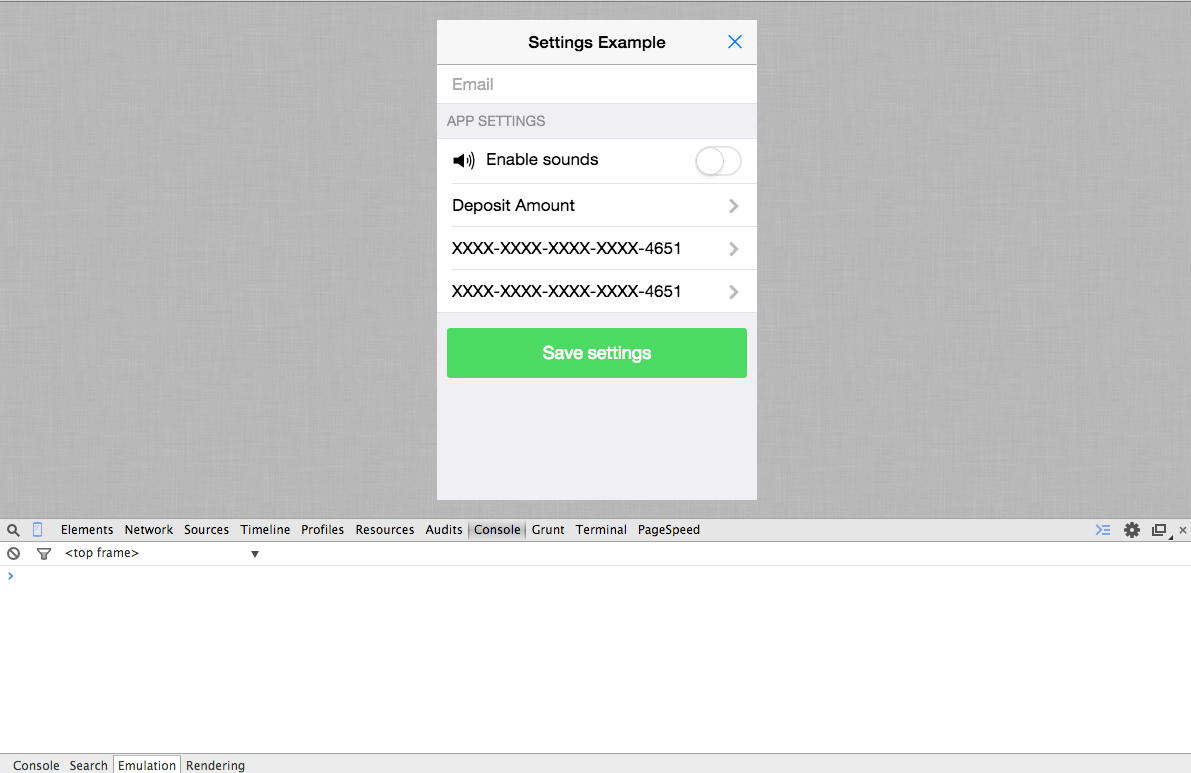 Settings Example
Email
APP SETTINGS
Enable sounds
Deposit Amount
XXXX-XXXX-XXXX-XXXX-4651
XXXX-XXXX-XXXX-XXXX-4651
Save settings
Elements Network Sources Timeline Profiles Resources Audits Console Grunt Terminal PageSpeed
<top frame>
Console Search Emulation Rendering